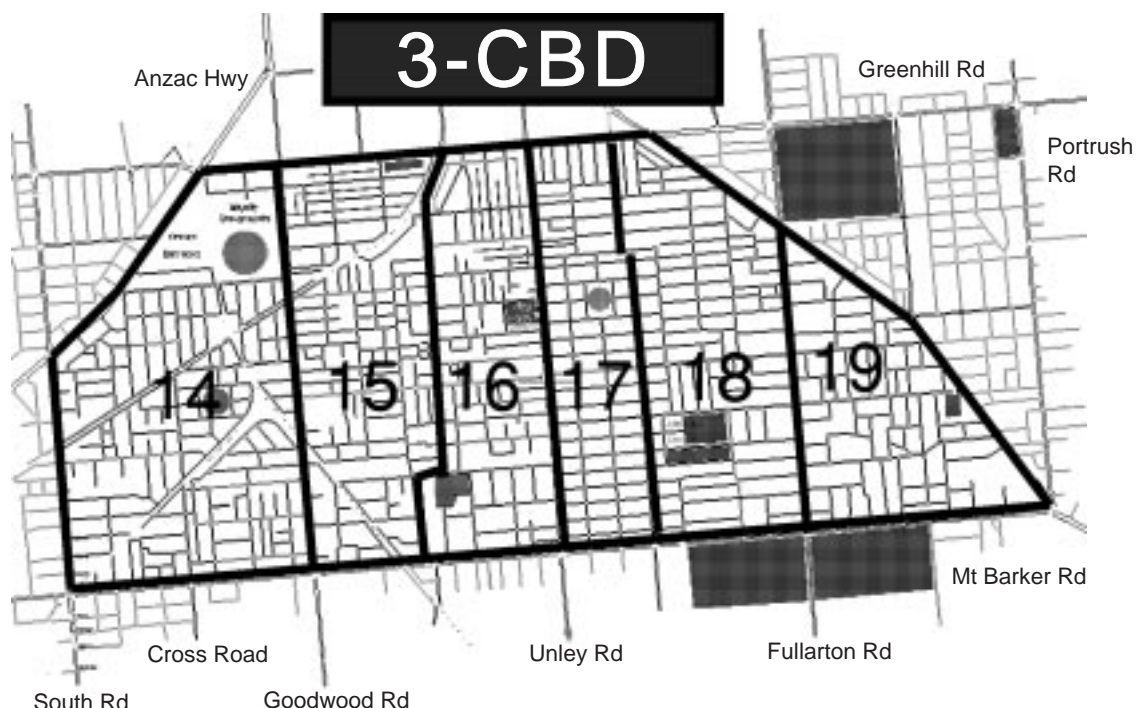 3-CBD
Anzac Hwy
Greenhill Rd
Portrush
Rd
14
15
16
17
18
19
Mt Barker Rd
Cross Road
Unley Rd
Fullarton Rd
South Rd
Goodwood Rd